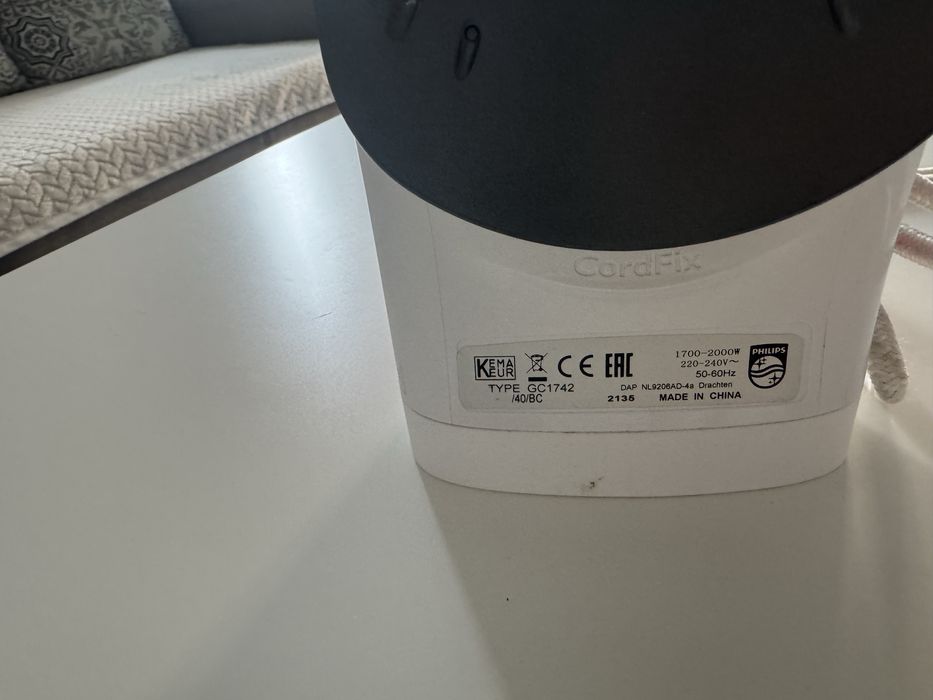 CordFix
KEMA
KEUR
CE
EAC
TYPE GC1742
/40/BC
1700-2000W
220-240V~
50-60Hz
DAP NL9206AD-4a Drachten
2135 MADE IN CHINA
PHILIPS